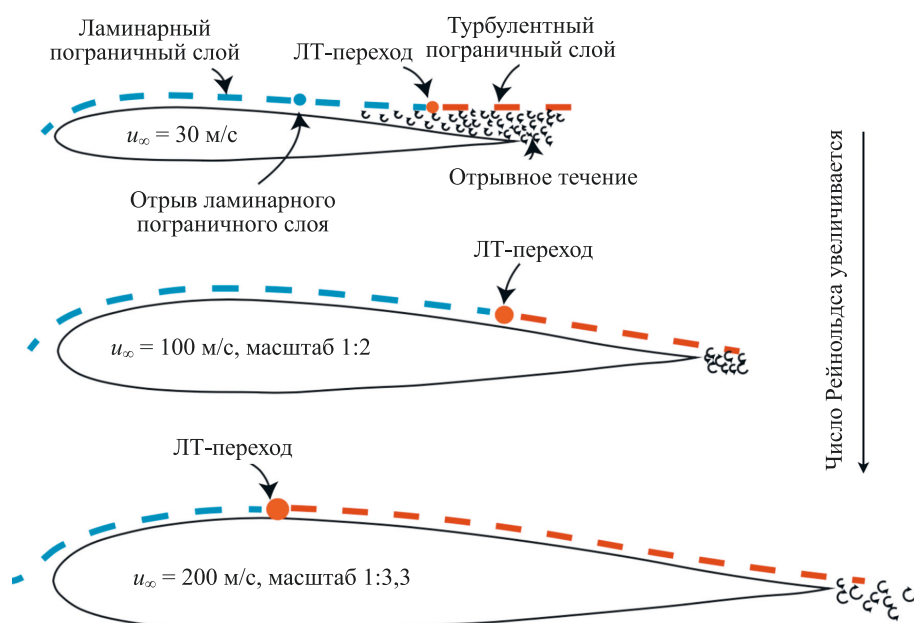 Ламинарный
пограничный слой
ЛТ-переход
Турбулентный
пограничный слой
u∞ = 30 м/с
Отрыв ламинарного
пограничного слоя
Отрывное течение
ЛТ-переход
u∞ = 100 м/с, масштаб 1:2
ЛТ-переход
u∞ = 200 м/с, масштаб 1:3,3
Число Рейнольдса увеличивается